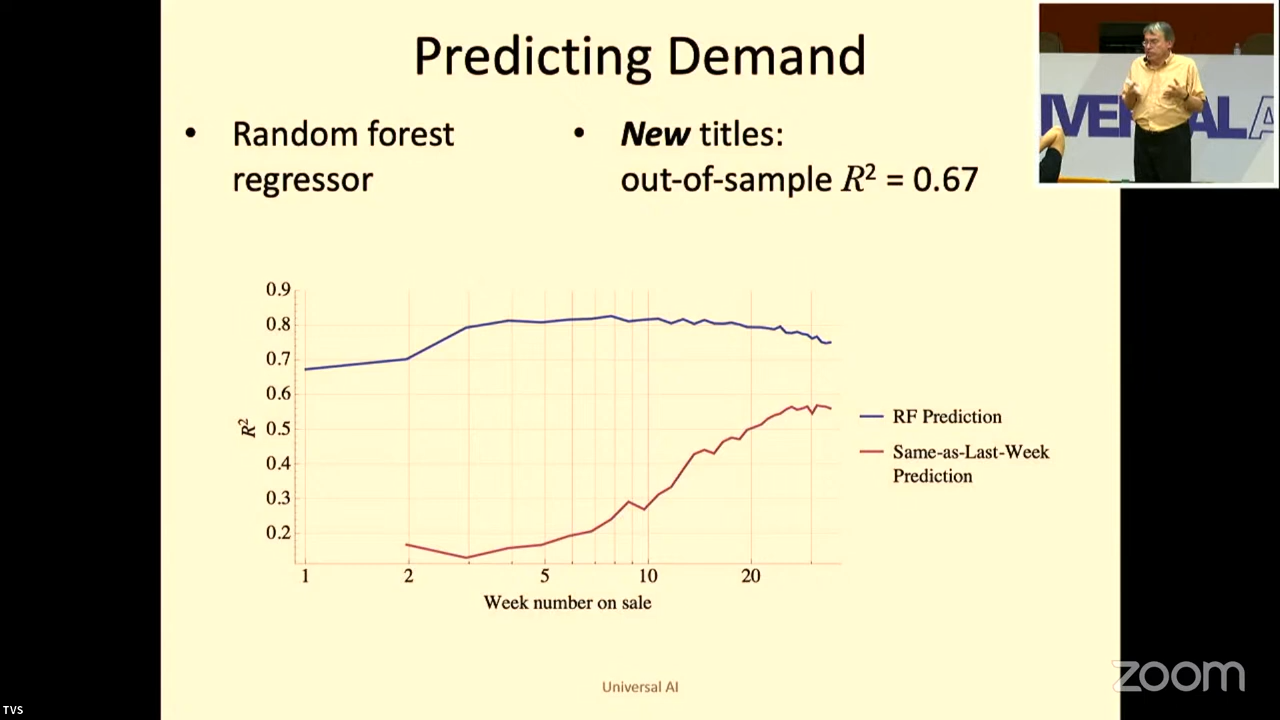 Predicting Demand
• Random forest
regressor
• New titles:
out-of-sample R² = 0.67
0.9
0.8
0.7
0.6
0.5
0.4
0.3
0.2
R²
1
2
5
10
20
Week number on sale
RF Prediction
Same-as-Last-Week
Prediction
Universal AI
IVERSAL A
zoom
TVS